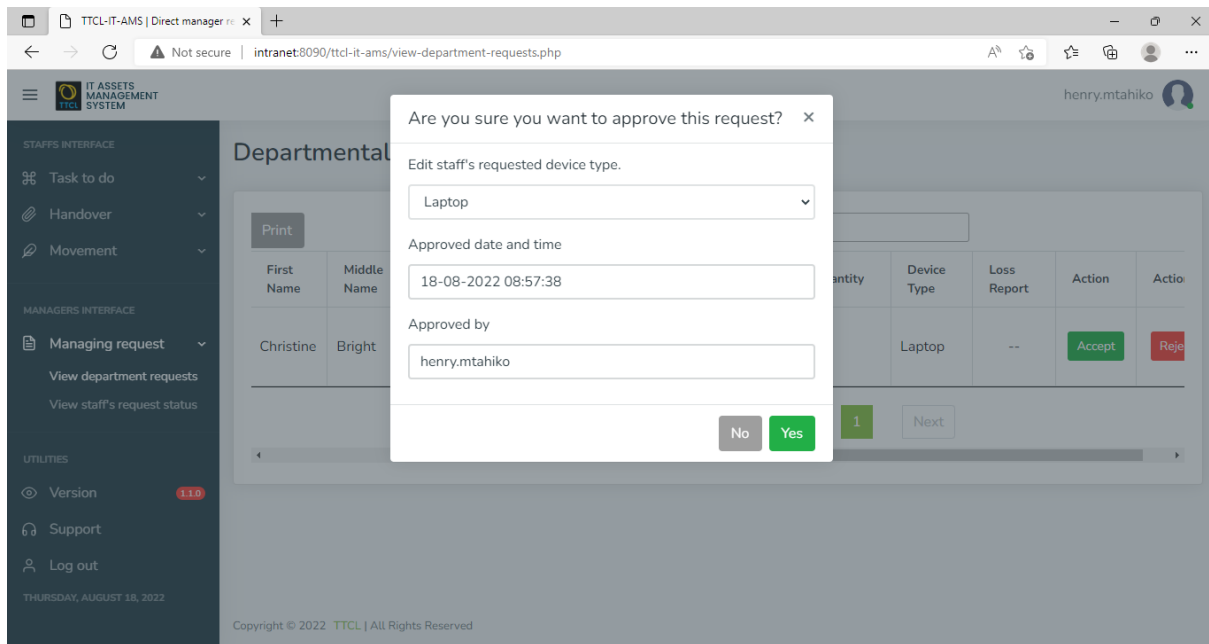 TTCL-IT-AMS | Direct manager re
Not secure | intranet:8090/ttcl-it-ams/view-department-requests.php
TTCL
IT ASSETS
MANAGEMENT
SYSTEM
henry.mtahiko
STAFFS INTERFACE
Task to do
Handover
Movement
MANAGERS INTERFACE
Managing request
View department requests
View staff's request status
UTILITIES
Version 1.1.0
Support
Log out
THURSDAY, AUGUST 18, 2022
Departmental
Print
First Name
Middle Name
antity
Device Type
Loss Report
Action
Actio
Christine Bright Laptop -- Accept Reje
1 Next
Are you sure you want to approve this request? ×
Edit staff's requested device type.
Laptop
Approved date and time
18-08-2022 08:57:38
Approved by
henry.mtahiko
No Yes
Copyright © 2022 TTCL | All Rights Reserved